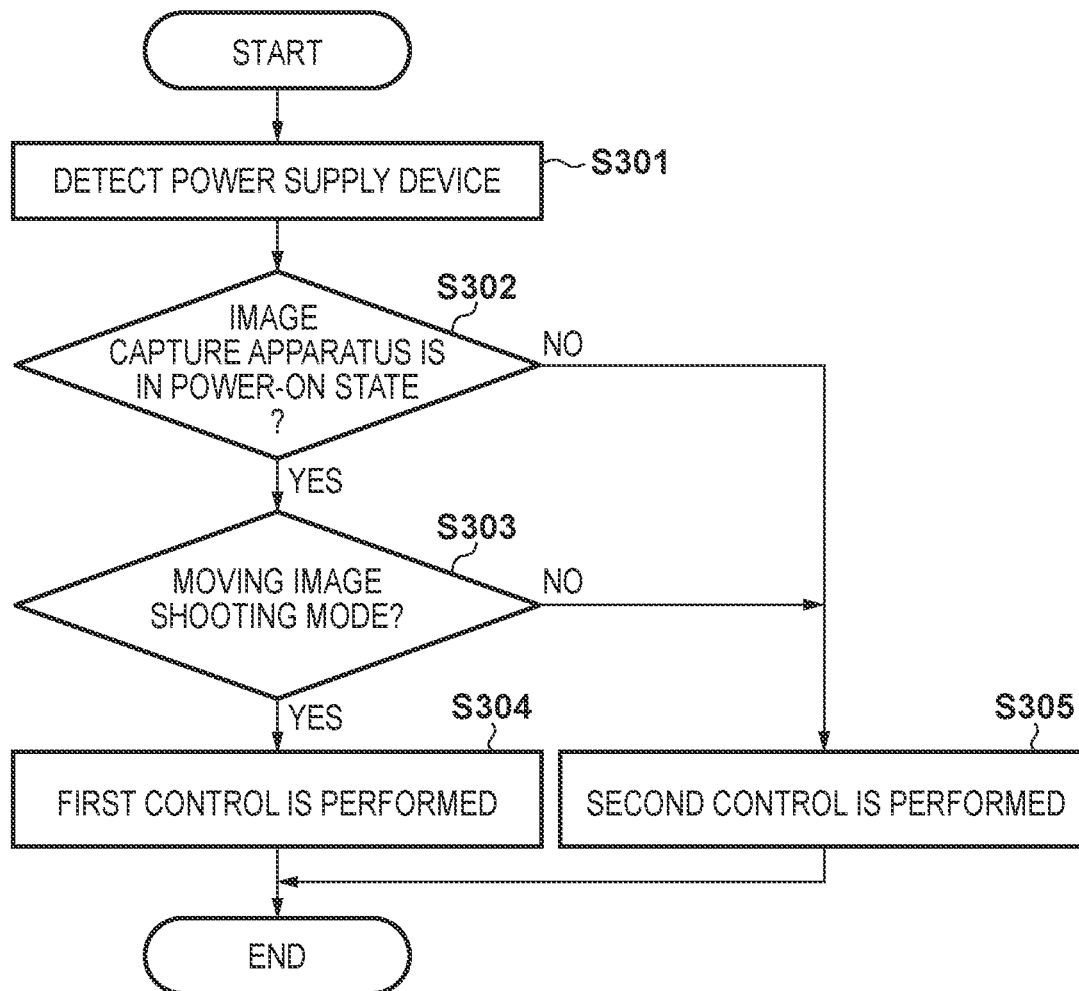 START
DETECT POWER SUPPLY DEVICE
S301
S302
IMAGE
CAPTURE APPARATUS IS
IN POWER-ON STATE
?
NO
YES
S303
MOVING IMAGE
SHOOTING MODE?
NO
YES
S304
FIRST CONTROL IS PERFORMED
S305
SECOND CONTROL IS PERFORMED
END